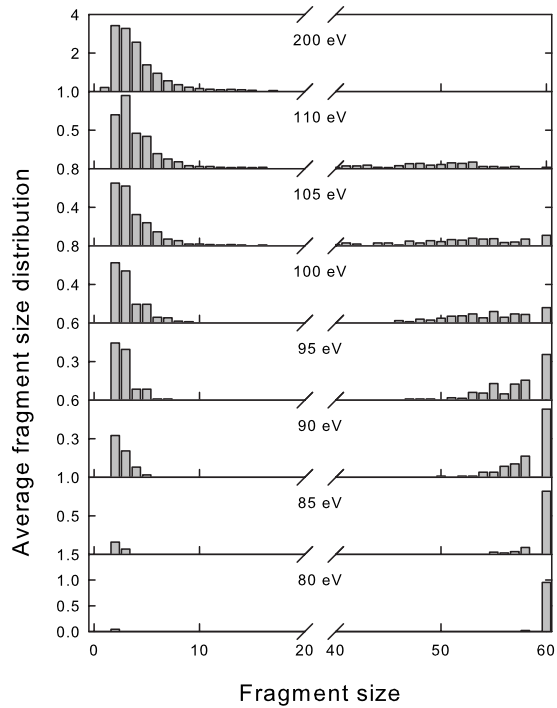 4
200 eV
2
1.0
110 eV
0.5
0.8
105 eV
0.4
0.8
100 eV
0.4
0.6
95 eV
0.3
0.6
90 eV
0.3
1.0
85 eV
0.5
1.5
80 eV
1.0
0.5
0.0
0 10 20 40 50 60
Fragment size
Average fragment size distribution